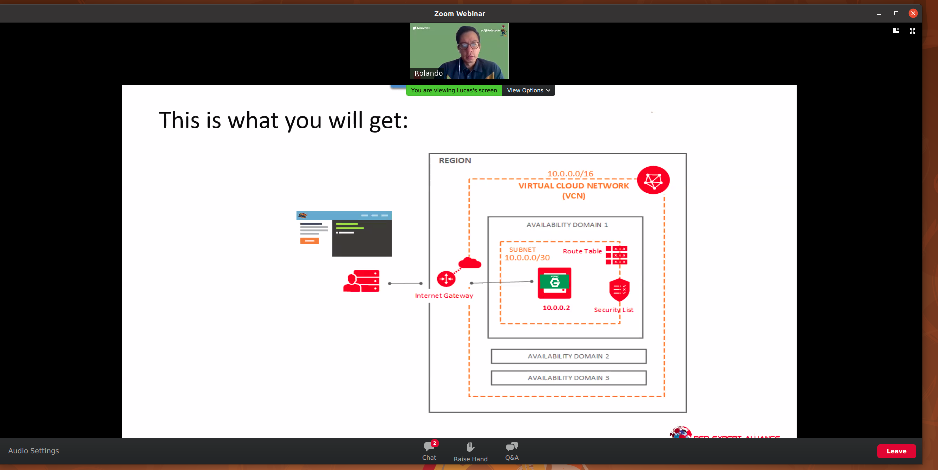 Zoom Webinar
Rolando
You are viewing Lucas's screen
View Options
This is what you will get:
REGION
10.0.0.0/16
VIRTUAL CLOUD NETWORK
(VCN)
AVAILABILITY DOMAIN 1
SUBNET
10.0.0.0/30
Route Table
Internet Gateway
10.0.0.2
Security List
AVAILABILITY DOMAIN 2
AVAILABILITY DOMAIN 3
Audio Settings
2
Chat
Raise Hand
Q&A
Leave